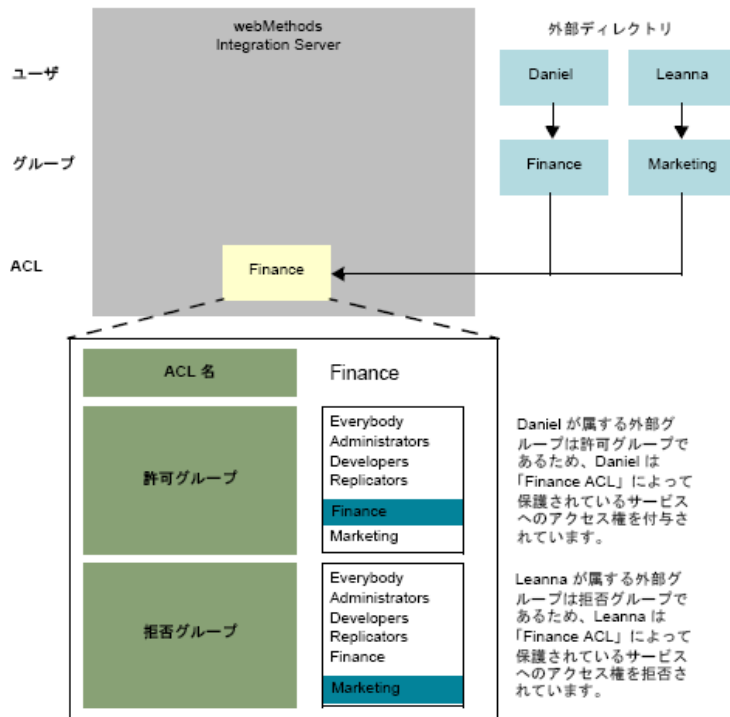 webMethods
Integration Server
外部ディレクトリ
ユーザ
Daniel
Leanna
グループ
Finance
Marketing
ACL
Finance
ACL 名
Finance
許可グループ
Everybody
Administrators
Developers
Replicators
Finance
Marketing
Daniel が属する外部グ
ループは許可グループで
あるため、Daniel は
「Finance ACL」によって
保護されているサービス
へのアクセス権を付与さ
れています。
拒否グループ
Everybody
Administrators
Developers
Replicators
Finance
Marketing
Leanna が属する外部グ
ループは拒否グループで
あるため、Leanna は
「Finance ACL」によって
保護されているサービス
へのアクセス権を拒否さ
れています。